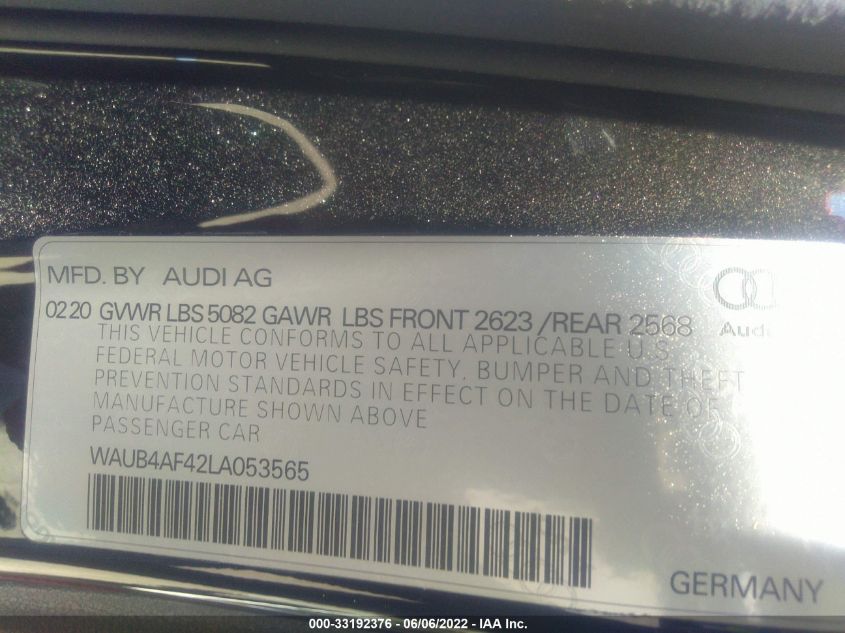 MFD. BY AUDI AG
0220 GVWR LBS 5082 GAWR LBS FRONT 2623 /REAR 2568
THIS VEHICLE CONFORMS TO ALL APPLICABLE U.S.
FEDERAL MOTOR VEHICLE SAFETY, BUMPER AND THEFT
PREVENTION STANDARDS IN EFFECT ON THE DATE OF
MANUFACTURE SHOWN ABOVE
PASSENGER CAR
WAUB4AF42LA053565
Audi
GERMANY
000-33192376 - 06/06/2022 - IAA Inc.